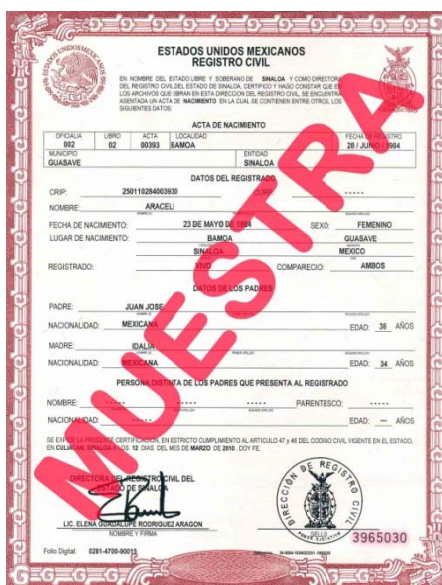 ESTADOS UNIDOS MEXICANOS
REGISTRO CIVIL
EN NOMBRE DEL ESTADO LIBRE Y SOBERANO DE SINALOA Y COMO DIRECTORA
DEL REGISTRO CIVIL DEL ESTADO DE SINALOA, CERTIFICO Y HAGO CONSTAR QUE EN
LOS ARCHIVOS QUE OBRAN EN ESTA DIRECCION DEL REGISTRO CIVIL, SE ENCUENTRA
ASENTADA UN ACTA DE NACIMIENTO EN LA CUAL SE CONTIENEN ENTRE OTROS, LOS
SIGUIENTES DATOS:
ACTA DE NACIMIENTO
OFICIALIA LIBRO ACTA LOCALIDAD FECHA DE REGISTRO
002 02 00393 BAMOA 28 / JUNIO / 1984
MUNICIPIO ENTIDAD
GUASAVE SINALOA
DATOS DEL REGISTRADO
CRIP: 250110284003930 CURP: -----
NOMBRE: ARACELI
FECHA DE NACIMIENTO: 23 DE MAYO DE 1984 SEXO: FEMENINO
LUGAR DE NACIMIENTO: BAMOA GUASAVE
SINALOA MEXICO
REGISTRADO: VIVO COMPARECIO: AMBOS
DATOS DE LOS PADRES
PADRE: JUAN JOSE
NACIONALIDAD: MEXICANA EDAD: 38 AÑOS
MADRE: IDALIA
NACIONALIDAD: MEXICANA EDAD: 34 AÑOS
PERSONA DISTINTA DE LOS PADRES QUE PRESENTA AL REGISTRADO
NOMBRE: ----- ----- ----- PARENTESCO: -----
NACIONALIDAD: ----- EDAD: --- AÑOS
SE EXPIDE LA PRESENTE CERTIFICACION, EN ESTRICTO CUMPLIMIENTO AL ARTICULO 47 y 48 DEL CODIGO CIVIL VIGENTE EN EL ESTADO,
EN CULIACAN, SINALOA A LOS 12 DIAS DEL MES DE MARZO DE 2010. DOY FE.
MUESTRA
DIRECTORA DEL REGISTRO CIVIL DEL
ESTADO DE SINALOA
LIC. ELENA GUADALUPE RODRIGUEZ ARAGON
NOMBRE Y FIRMA
DIRECCIÓN DE REGISTRO CIVIL
SELLO
PODER EJECUTIVO
3965030
Folio Digital: 0281-4700-90013